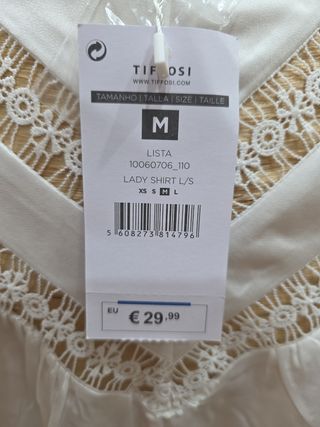 TIFFOSI
WWW.TIFFOSI.COM
TAMANHO | TALLA | SIZE | TAILLE
M
LISTA
10060706_110
LADY SHIRT L/S
XS S M L
5 608273 814796
EU
€ 29,99